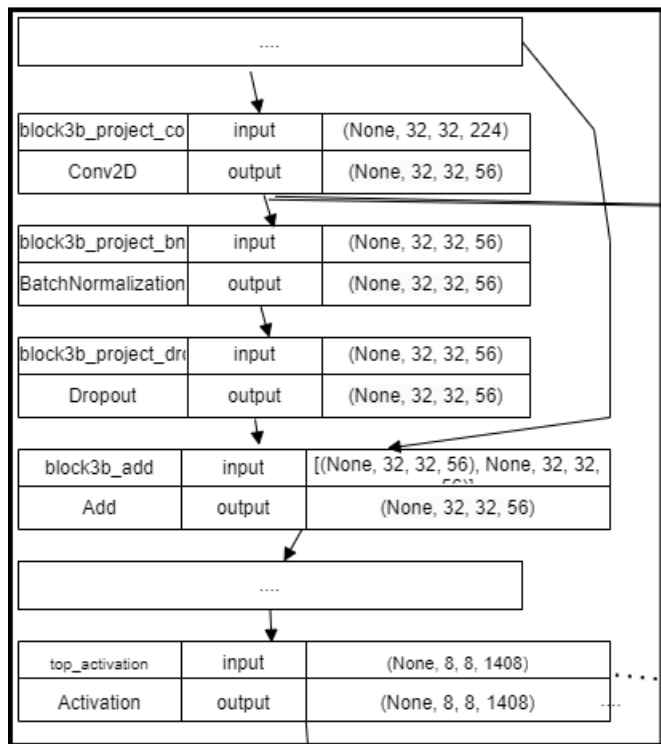 ....
block3b_project_co input (None, 32, 32, 224)
Conv2D output (None, 32, 32, 56)
block3b_project_bn input (None, 32, 32, 56)
BatchNormalization output (None, 32, 32, 56)
block3b_project_dro input (None, 32, 32, 56)
Dropout output (None, 32, 32, 56)
block3b_add input [(None, 32, 32, 56), None, 32, 32,
56)]
Add output (None, 32, 32, 56)
....
top_activation input (None, 8, 8, 1408)
Activation output (None, 8, 8, 1408)
....